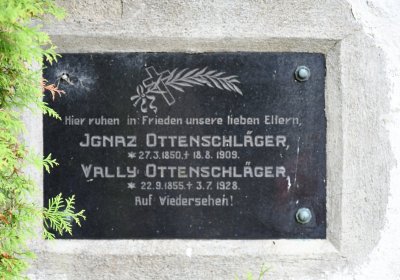 Hier ruhen in Frieden unsere lieben Eltern,
JGNAZ OTTENSCHLÄGER,
* 27.3.1850, † 18.8.1909.
VALLY OTTENSCHLÄGER,
* 22.9.1855 † 3.7.1928.
Auf Wiedersehen!